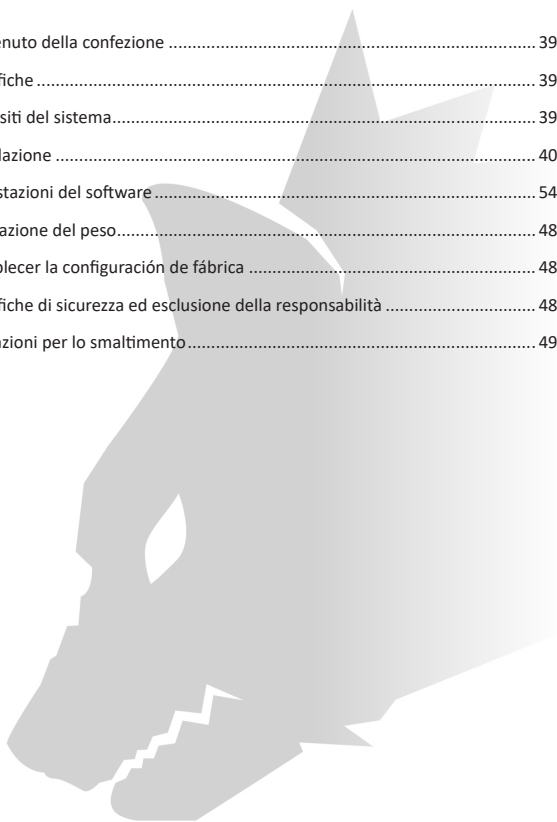 enuto della confezione ........ 39
fiche ........ 39
siti del sistema ........ 39
lazione ........ 40
stazioni del software ........ 54
azione del peso ........ 48
blecer la configuración de fábrica ........ 48
fiche di sicurezza ed esclusione della responsabilità ........ 48
azioni per lo smaltimento ........ 49